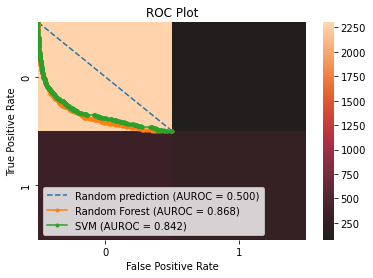 ROC Plot
True Positive Rate
0
1
0
1
False Positive Rate
Random prediction (AUROC = 0.500)
Random Forest (AUROC = 0.868)
SVM (AUROC = 0.842)
2250
2000
1750
1500
1250
1000
750
500
250